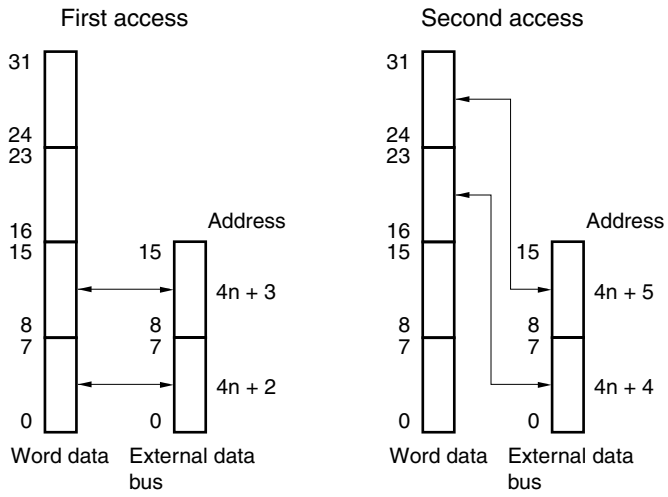 First access
31
24
23
16
15
8
7
0
Address
15
4n + 3
8
7
4n + 2
0
Word data
External data
bus
Second access
31
24
23
16
15
8
7
0
Address
15
4n + 5
8
7
4n + 4
0
Word data
External data
bus